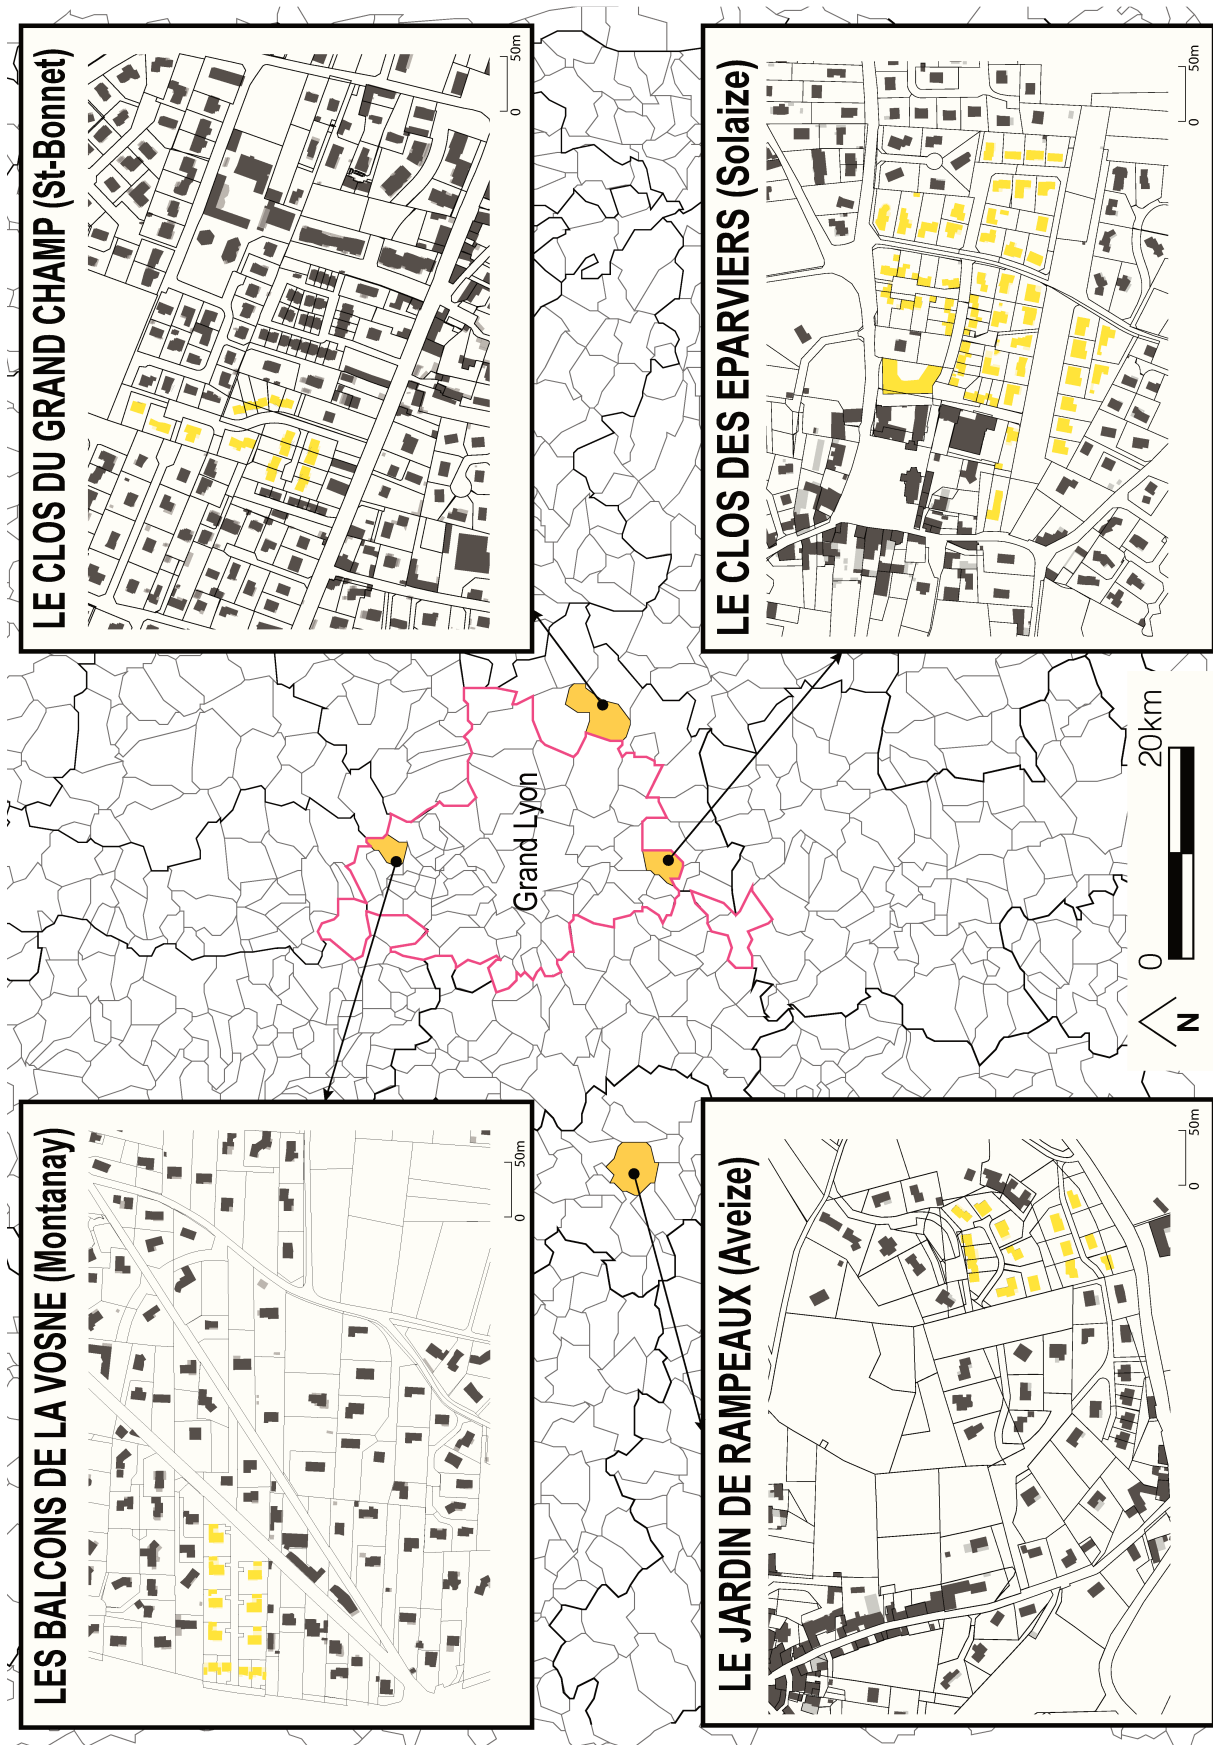 LES BALCONS DE LA VOSNE (Montanay)
0 50m
LE CLOS DU GRAND CHAMP (St-Bonnet)
0 50m
Grand Lyon
LE JARDIN DE RAMPEAUX (Aveize)
0 50m
LE CLOS DES EPARVIERS (Solaize)
0 50m
N
0 20km